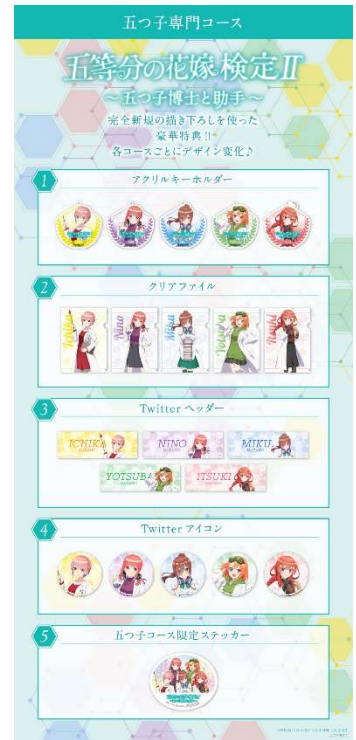 五つ子専門コース
五等分の花嫁検定Ⅱ
～五つ子博士と助手～
完全新規の描き下ろしを使った
豪華特典!!
各コースごとにデザイン変化♪
1
アクリルキーホルダー
2
クリアファイル
Ichika Nino Miku Yotsuba Itsuki
3
Twitter ヘッダー
ICHIKA NINO MIKU
YOTSUBA ITSUKI
4
Twitter アイコン
5
五つ子コース限定ステッカー